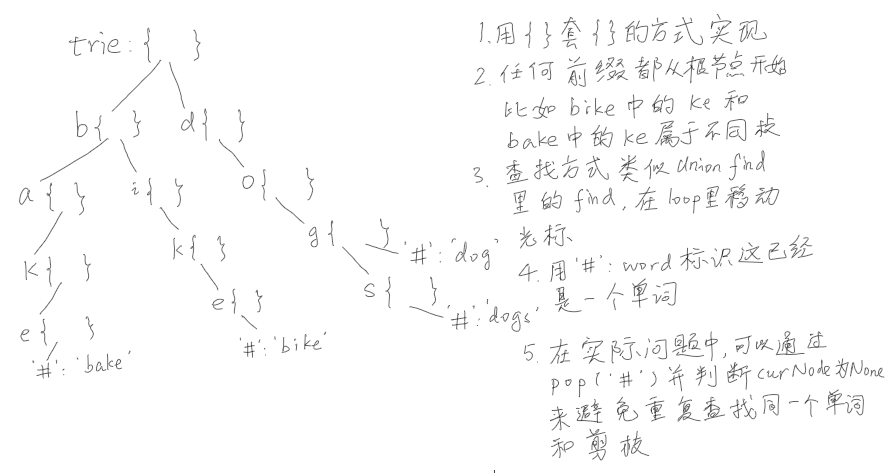 trie: { }
b{ }
d{ }
a { }
i{ }
o{ }
k{ }
k{ }
g{ }
'#': 'dog'
e{ }
e{ }
s{ }
'#': 'dogs'
'#': 'bake'
'#': 'bike'
1. 用{}套{}的方式实现
2. 任何前缀都从根节点开始
比如 bike 中的 ke 和
bake 中的 ke 属于不同枝
3. 查找方式类似 Union find
里的 find, 在 loop里移动
光标
4. 用'#': word 标识这已经
是一个单词
5. 在实际问题中,可以通过
pop('#')并判断curNode为None
来避免重复查找同一个单词
和剪枝